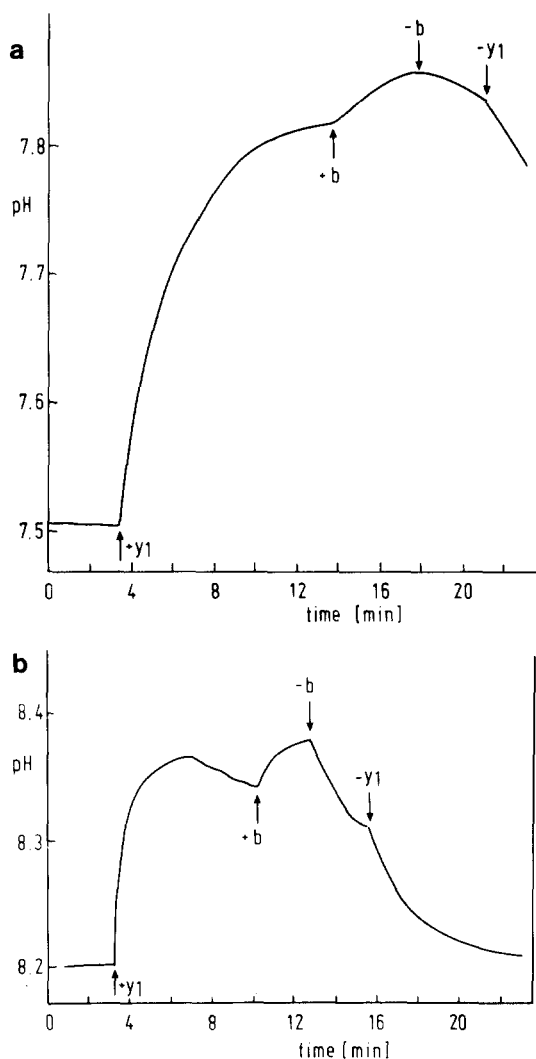 a
-b
-y1
7.8
+b
pH
7.7
7.6
7.5
+y1
0 4 8 12 16 20
time [min]
b
-b
8.4
pH
-y1
8.3
+b
8.2
+y1
0 4 8 12 16 20
time [min]